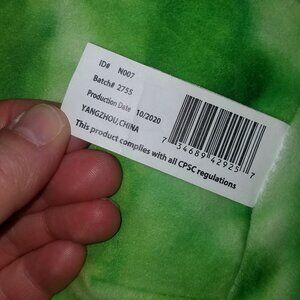 ID# N007
Batch# 2755
Production Date 10/2020
YANGZHOU,CHINA
This product complies with all CPSC regulations
7 34689 42925 7